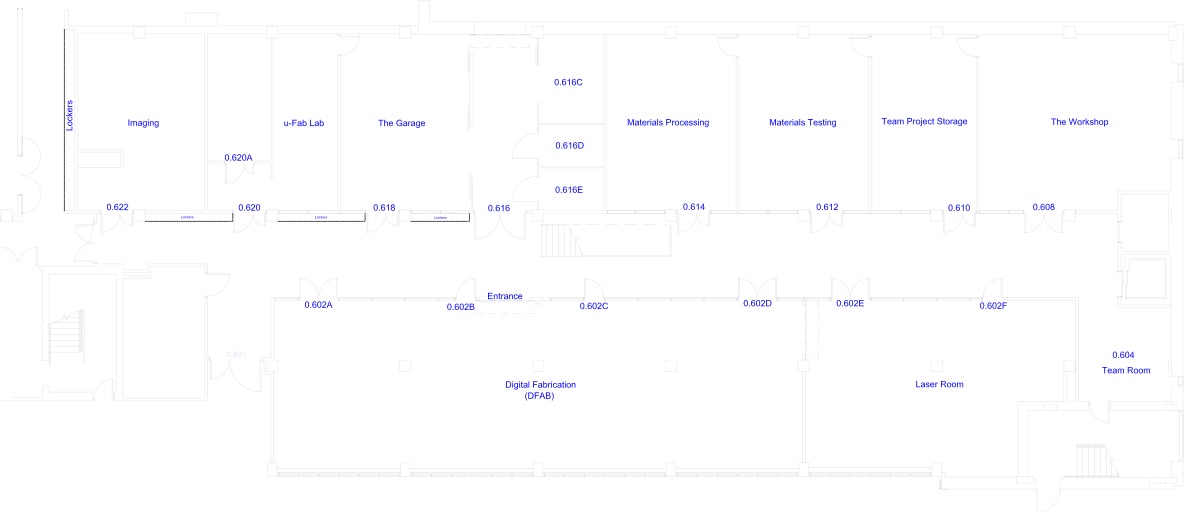 0.616C
Lockers
Imaging
u-Fab Lab
The Garage
Materials Processing
Materials Testing
Team Project Storage
The Workshop
0.620A
0.616D
0.616E
0.622
Lockers
0.620
Lockers
0.618
Lockers
0.616
0.614
0.612
0.610
0.608
Entrance
0.602A
0.602B
0.602C
0.602D
0.602E
0.602F
0.604
Team Room
Digital Fabrication
(DFAB)
Laser Room